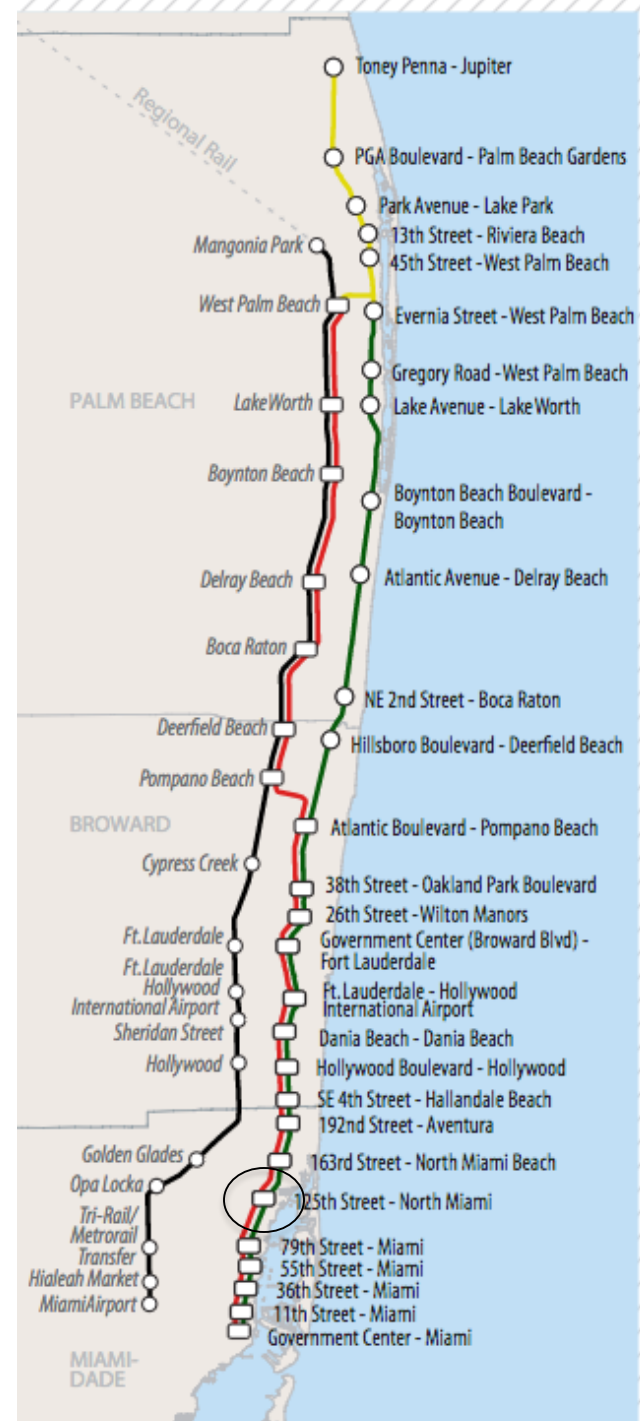 Toney Penna - Jupiter
Regional Rail
PGA Boulevard - Palm Beach Gardens
Park Avenue - Lake Park
13th Street - Riviera Beach
Mangonia Park
45th Street - West Palm Beach
West Palm Beach
Evernia Street - West Palm Beach
Gregory Road - West Palm Beach
PALM BEACH
LakeWorth
Lake Avenue - Lake Worth
Boynton Beach
Boynton Beach Boulevard -
Boynton Beach
Delray Beach
Atlantic Avenue - Delray Beach
Boca Raton
NE 2nd Street - Boca Raton
Deerfield Beach
Hillsboro Boulevard - Deerfield Beach
Pompano Beach
BROWARD
Atlantic Boulevard - Pompano Beach
Cypress Creek
38th Street - Oakland Park Boulevard
26th Street - Wilton Manors
Ft. Lauderdale
Government Center (Broward Blvd) -
Fort Lauderdale
Ft. Lauderdale
Hollywood
International Airport
Ft. Lauderdale - Hollywood
International Airport
Sheridan Street
Dania Beach - Dania Beach
Hollywood
Hollywood Boulevard - Hollywood
SE 4th Street - Hallandale Beach
192nd Street - Aventura
Golden Glades
163rd Street - North Miami Beach
Opa Locka
125th Street - North Miami
Tri-Rail/
Metrorail
Transfer
79th Street - Miami
55th Street - Miami
Hialeah Market
36th Street - Miami
MiamiAirport
11th Street - Miami
Government Center - Miami
MIAMI-
DADE